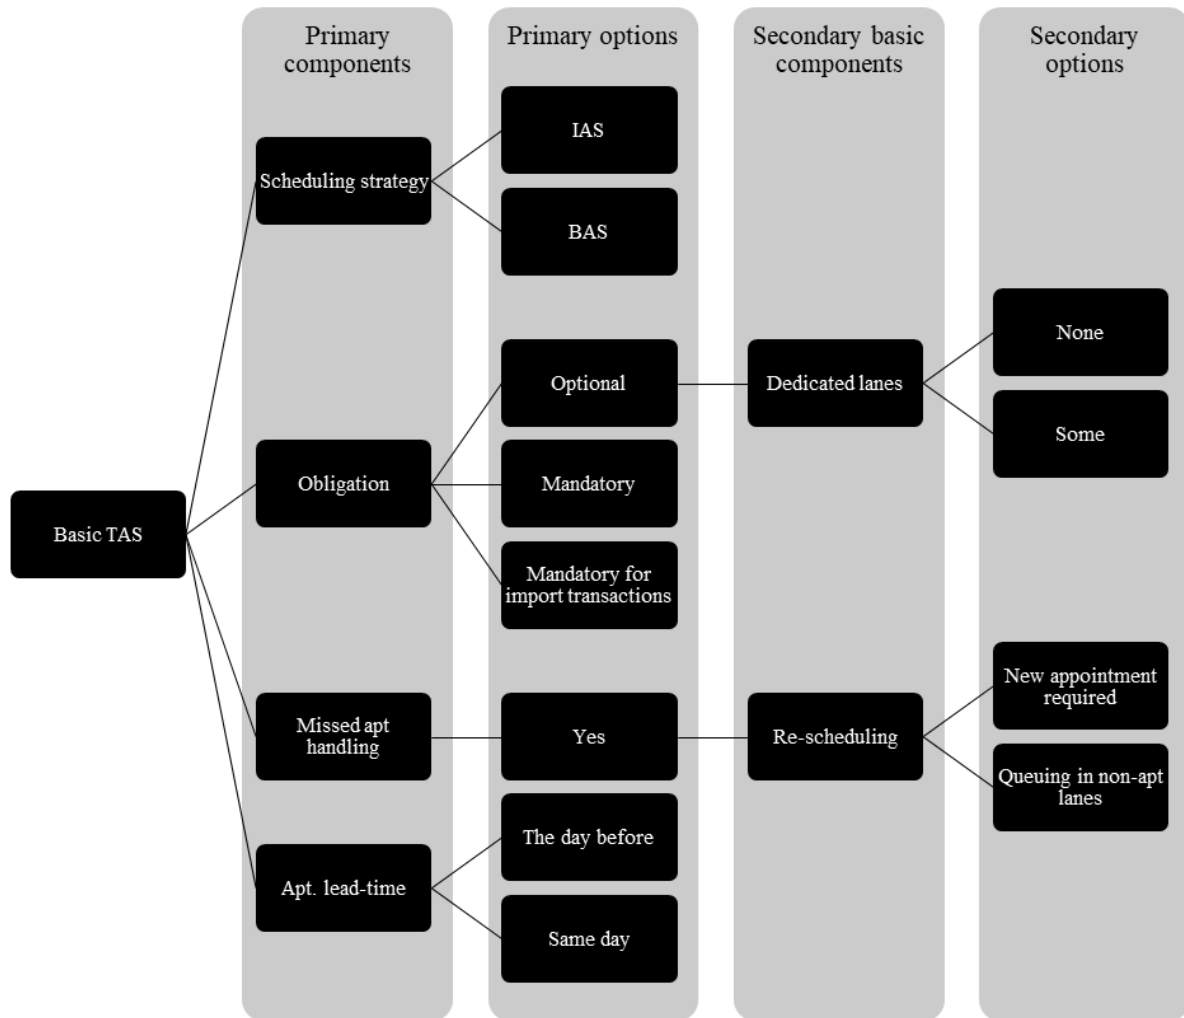 Primary
components
Primary options
Secondary basic
components
Secondary
options
IAS
Scheduling strategy
BAS
None
Optional
Dedicated lanes
Some
Obligation
Mandatory
Basic TAS
Mandatory for
import transactions
New appointment
required
Missed apt
handling
Yes
Re-scheduling
Queuing in non-apt
lanes
The day before
Apt. lead-time
Same day